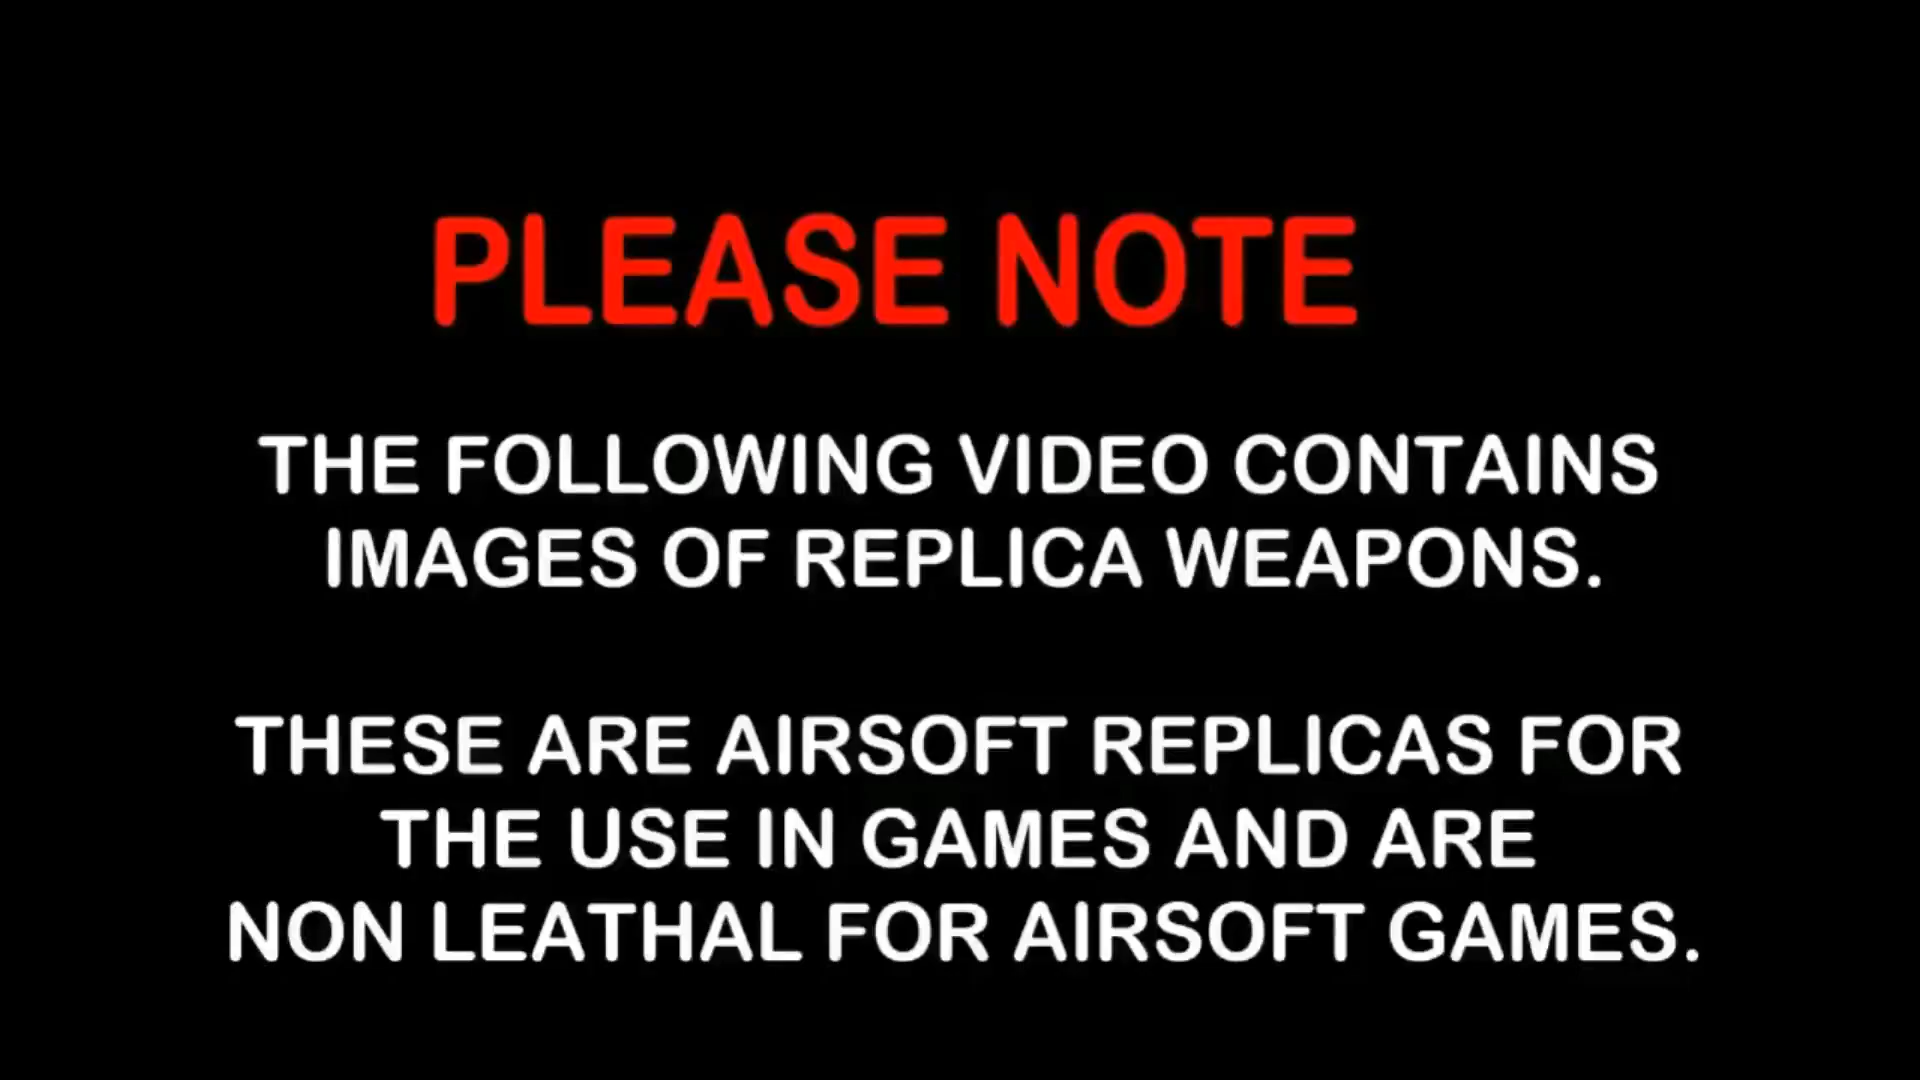 PLEASE NOTE
THE FOLLOWING VIDEO CONTAINS
IMAGES OF REPLICA WEAPONS.
THESE ARE AIRSOFT REPLICAS FOR
THE USE IN GAMES AND ARE
NON LEATHAL FOR AIRSOFT GAMES.